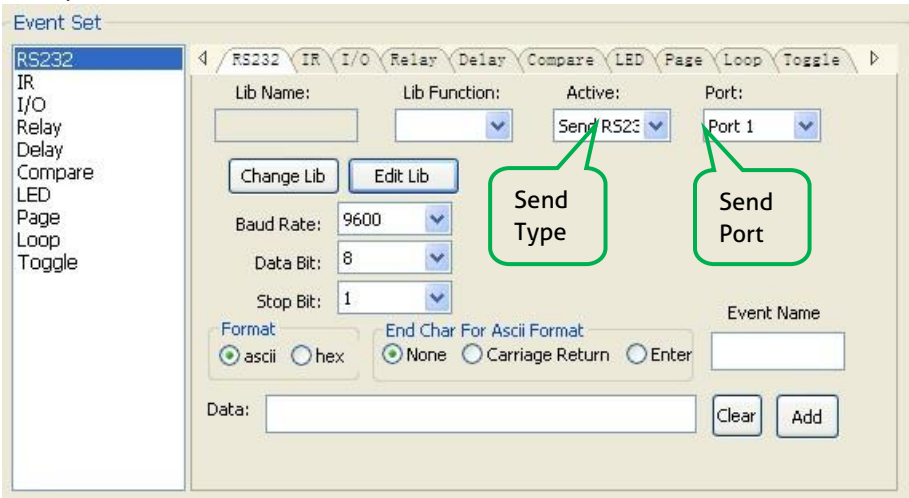 Event Set
RS232
IR
I/O
Relay
Delay
Compare
LED
Page
Loop
Toggle
RS232 IR I/O Relay Delay Compare LED Page Loop Toggle
Lib Name: Lib Function: Active: Port:
Send RS23 Port 1
Change Lib Edit Lib
Send
Type
Send
Port
Baud Rate: 9600
Data Bit: 8
Stop Bit: 1
Event Name
Format End Char For Ascii Format
ascii hex None Carriage Return Enter
Data: Clear Add